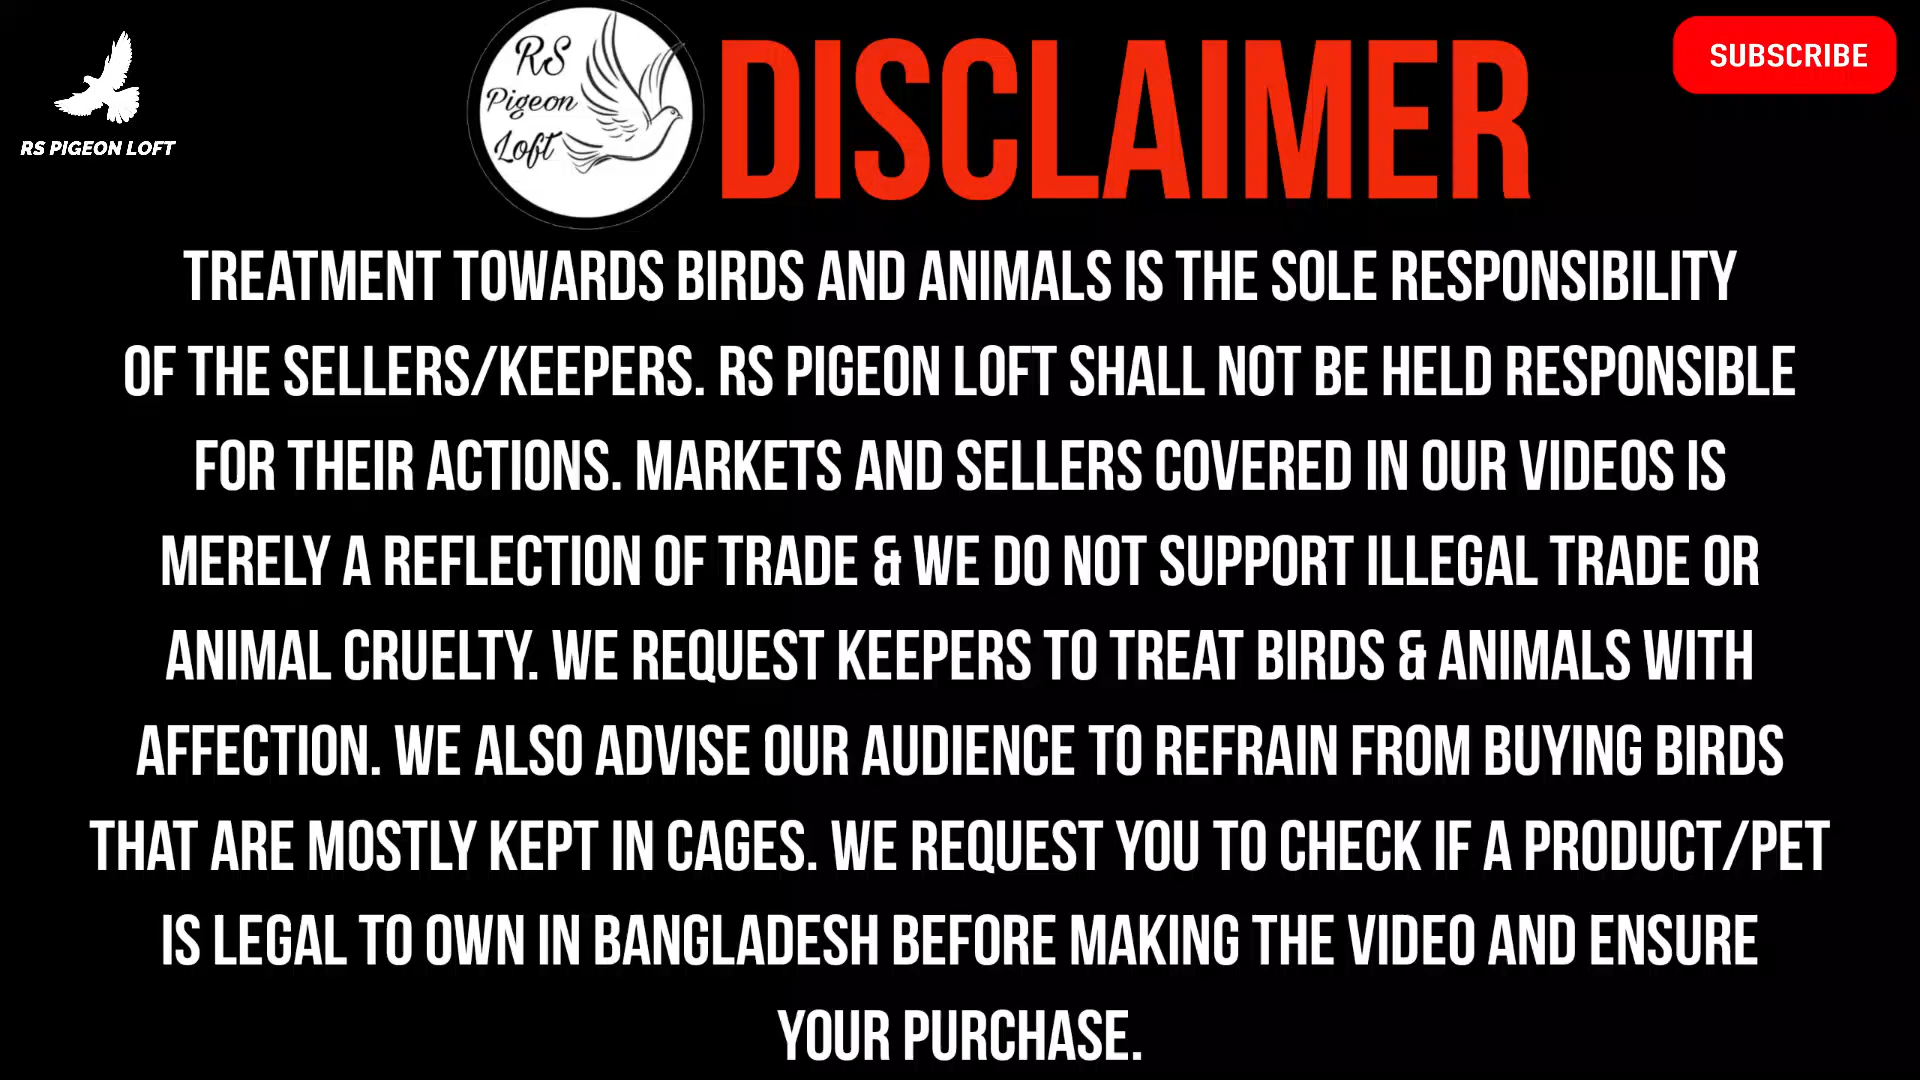 RS PIGEON LOFT
RS
Pigeon
Loft
DISCLAIMER
SUBSCRIBE
TREATMENT TOWARDS BIRDS AND ANIMALS IS THE SOLE RESPONSIBILITY
OF THE SELLERS/KEEPERS. RS PIGEON LOFT SHALL NOT BE HELD RESPONSIBLE
FOR THEIR ACTIONS. MARKETS AND SELLERS COVERED IN OUR VIDEOS IS
MERELY A REFLECTION OF TRADE & WE DO NOT SUPPORT ILLEGAL TRADE OR
ANIMAL CRUELTY. WE REQUEST KEEPERS TO TREAT BIRDS & ANIMALS WITH
AFFECTION. WE ALSO ADVISE OUR AUDIENCE TO REFRAIN FROM BUYING BIRDS
THAT ARE MOSTLY KEPT IN CAGES. WE REQUEST YOU TO CHECK IF A PRODUCT/PET
IS LEGAL TO OWN IN BANGLADESH BEFORE MAKING THE VIDEO AND ENSURE
YOUR PURCHASE.